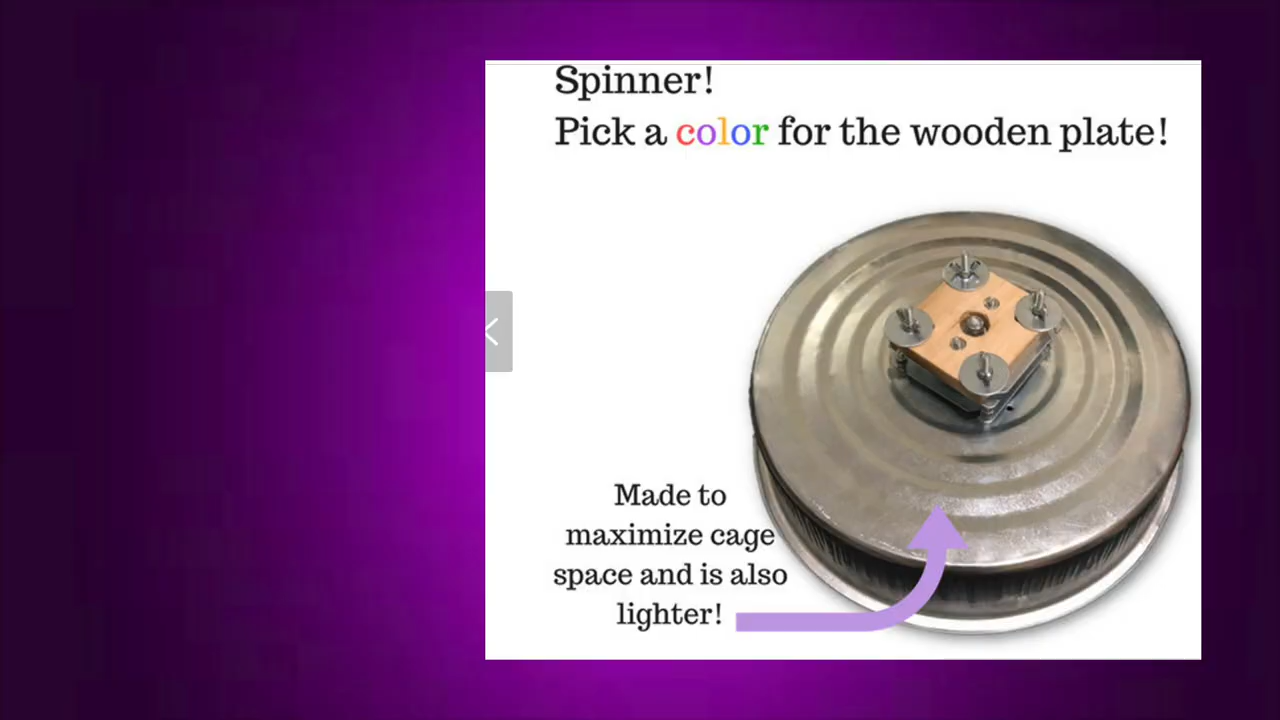 Spinner!
Pick a color for the wooden plate!
Made to
maximize cage
space and is also
lighter!